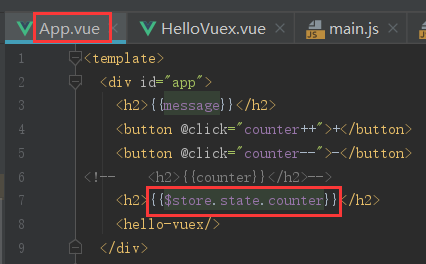 App.vue HelloVuex.vue main.js
1 <template>
2 <div id="app">
3 <h2>{{message}}</h2>
4 <button @click="counter++">+</button>
5 <button @click="counter--">-</button>
6 <!-- <h2>{{counter}}</h2>-->
7 <h2>{{$store.state.counter}}</h2>
8 <hello-vuex/>
9 </div>